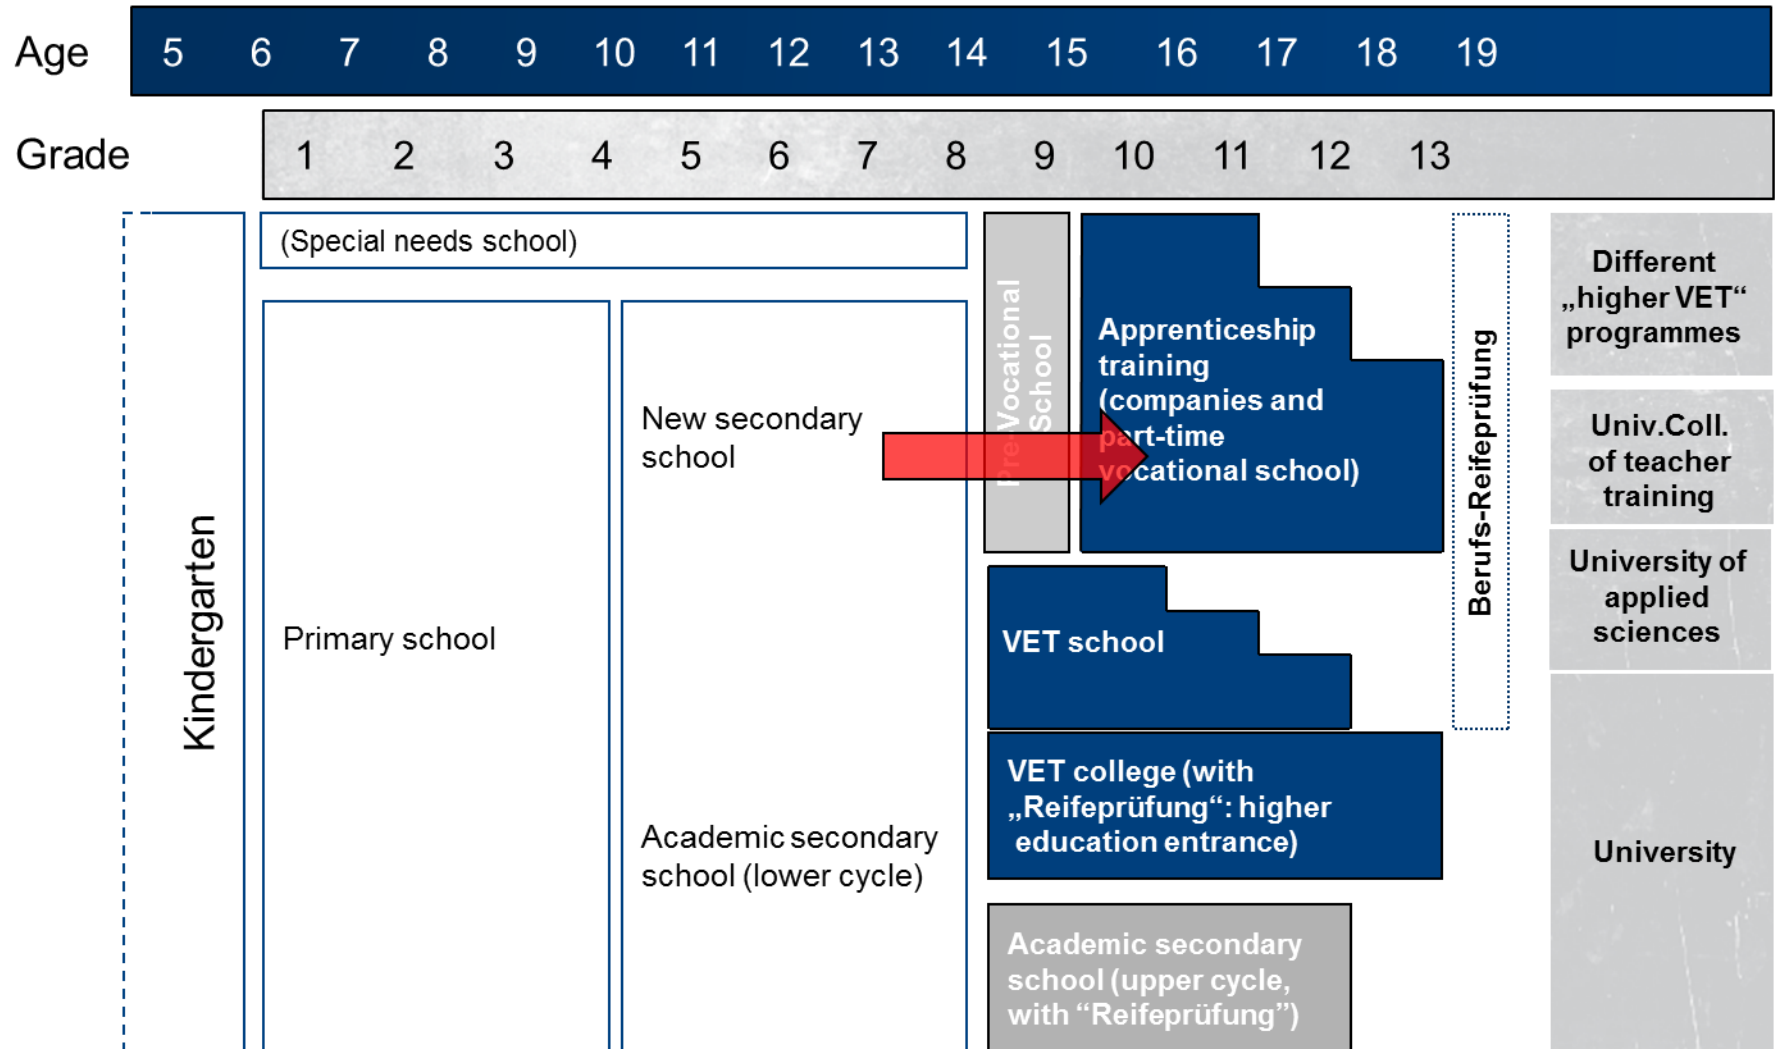 Age 5 6 7 8 9 10 11 12 13 14 15 16 17 18 19
Grade 1 2 3 4 5 6 7 8 9 10 11 12 13
Kindergarten
(Special needs school)
Primary school
New secondary
school
Academic secondary
school (lower cycle)
Pre-Vocational
School
Apprenticeship
training
(companies and
part-time
vocational school)
VET school
VET college (with
„Reifeprüfung“: higher
education entrance)
Academic secondary
school (upper cycle,
with “Reifeprüfung”)
Berufs-Reifeprüfung
Different
„higher VET“
programmes
Univ.Coll.
of teacher
training
University of
applied
sciences
University